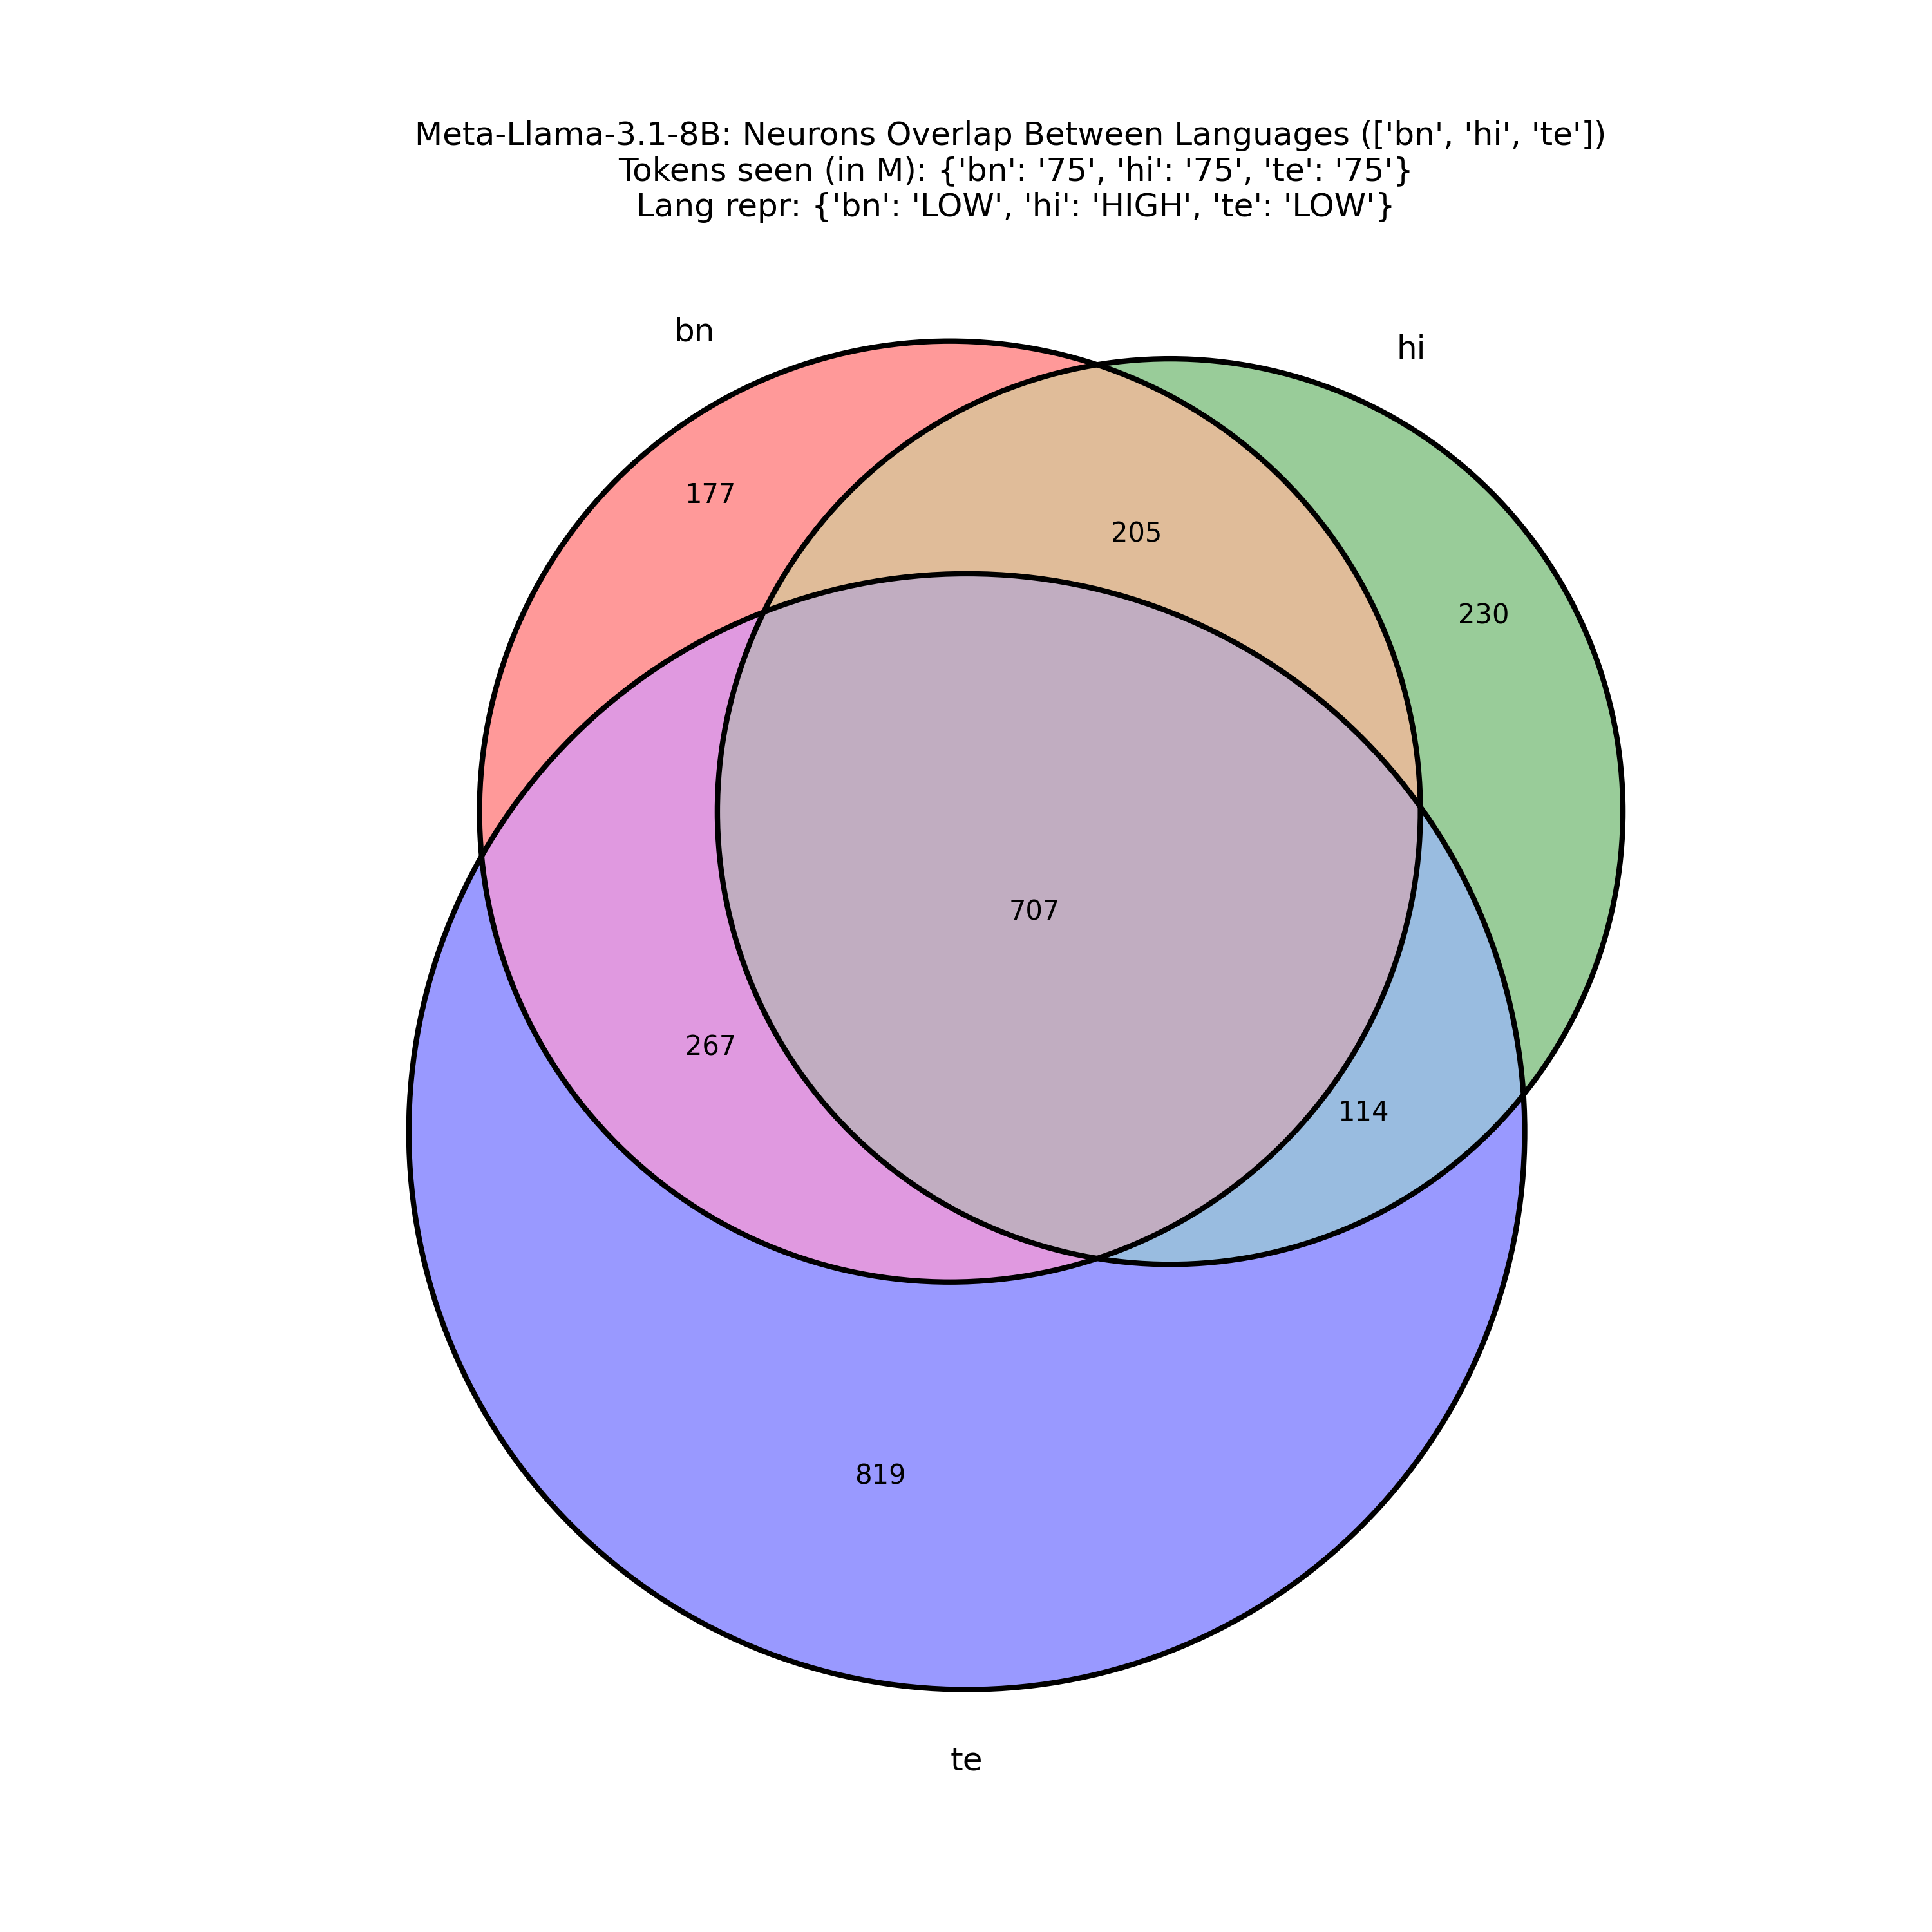 Meta-Llama-3.1-8B: Neurons Overlap Between Languages (['bn', 'hi', 'te'])
Tokens seen (in M): {'bn': '75', 'hi': '75', 'te': '75'}
Lang repr: {'bn': 'LOW', 'hi': 'HIGH', 'te': 'LOW'}
bn
hi
177
205
230
707
267
114
819
te